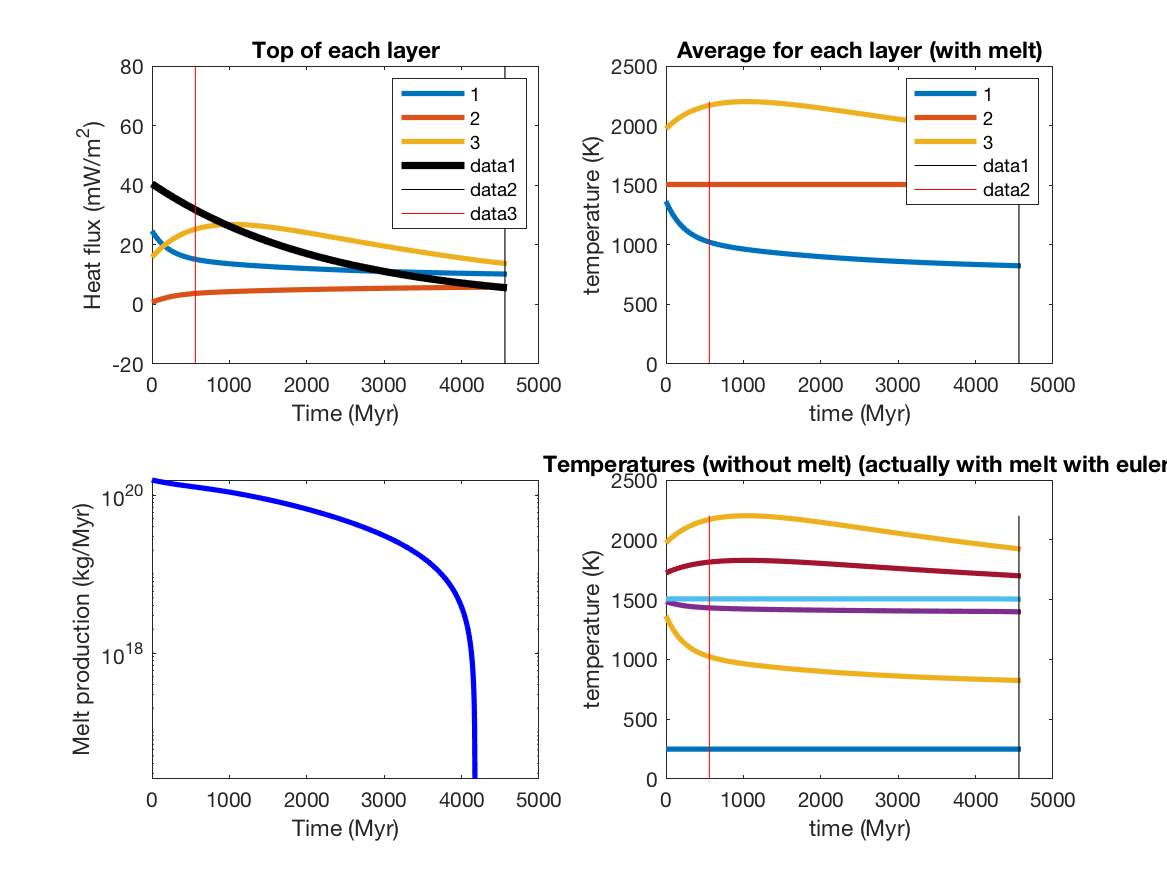 Top of each layer
80
60
40
20
0
-20
Heat flux (mW/m²)
0 1000 2000 3000 4000 5000
Time (Myr)
1
2
3
data1
data2
data3
Average for each layer (with melt)
2500
2000
1500
1000
500
0
temperature (K)
0 1000 2000 3000 4000 5000
time (Myr)
1
2
3
data1
data2
10²⁰
10¹⁸
Melt production (kg/Myr)
0 1000 2000 3000 4000 5000
Time (Myr)
Temperatures (without melt) (actually with melt with euler
2500
2000
1500
1000
500
0
temperature (K)
0 1000 2000 3000 4000 5000
time (Myr)